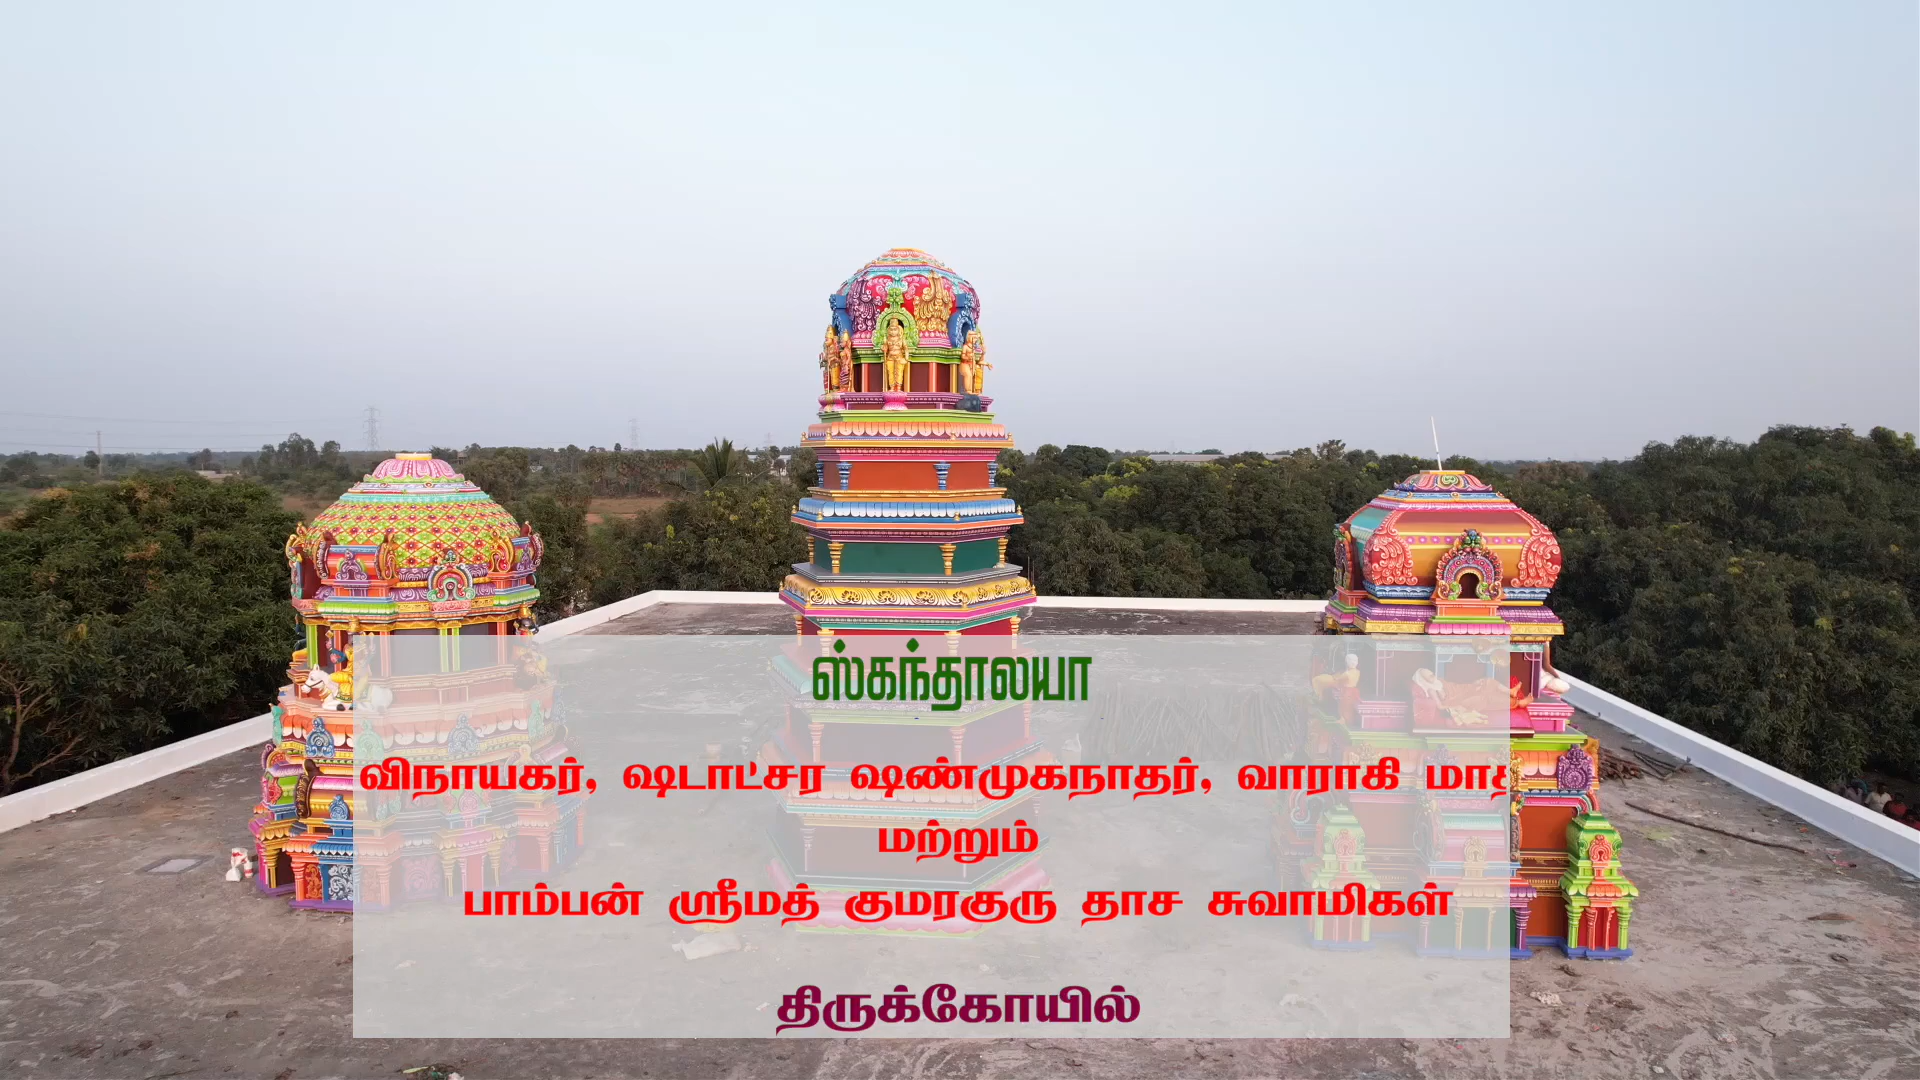 ஸ்கந்தாலயா
விநாயகர், ஷடாட்சர ஷண்முகநாதர், வாராகி
மற்றும்
பாம்பன் ஸ்ரீமத் குமரகுரு தாச சுவாமிகள்
திருக்கோயில்